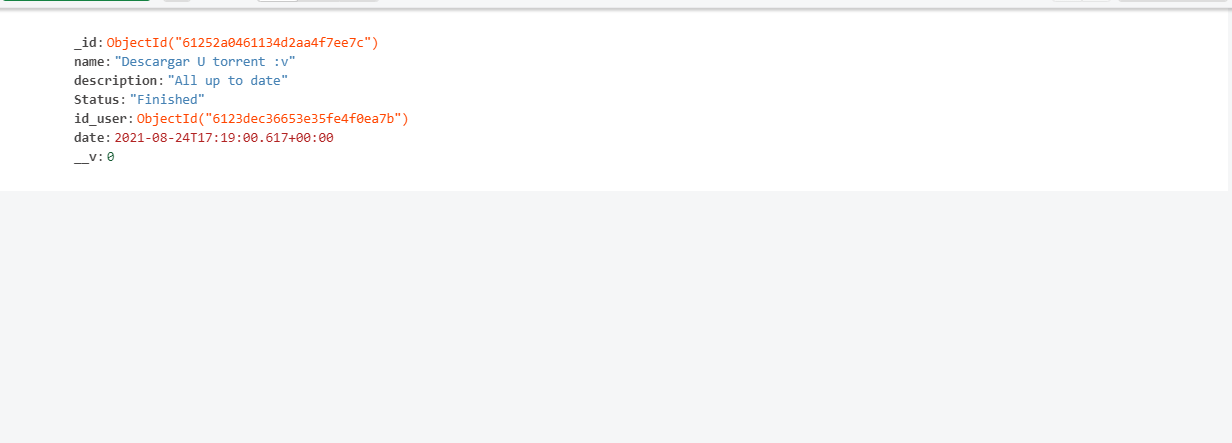 _id: ObjectId("61252a0461134d2aa4f7ee7c")
name: "Descargar U torrent :v"
description: "All up to date"
Status: "Finished"
id_user: ObjectId("6123dec36653e35fe4f0ea7b")
date: 2021-08-24T17:19:00.617+00:00
__v: 0